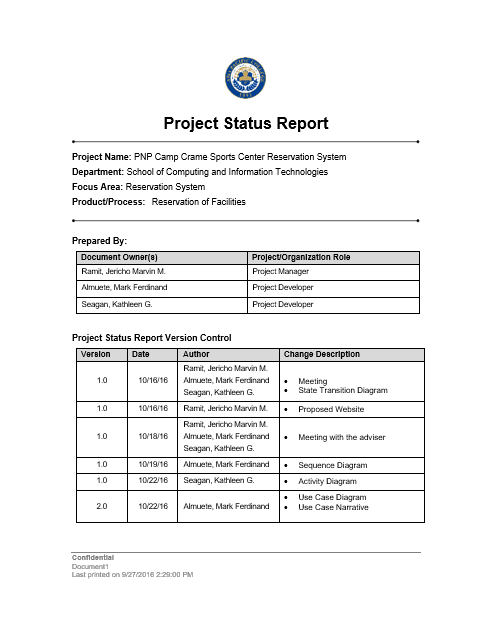 Project Status Report
Project Name: PNP Camp Crame Sports Center Reservation System
Department: School of Computing and Information Technologies
Focus Area: Reservation System
Product/Process: Reservation of Facilities
Prepared By:
Document Owner(s) Project/Organization Role
Ramit, Jericho Marvin M. Project Manager
Almuete, Mark Ferdinand Project Developer
Seagan, Kathleen G. Project Developer
Project Status Report Version Control
Version Date Author Change Description
1.0 10/16/16 Ramit, Jericho Marvin M.
Almuete, Mark Ferdinand
Seagan, Kathleen G.
• Meeting
• State Transition Diagram
1.0 10/16/16 Ramit, Jericho Marvin M. • Proposed Website
1.0 10/18/16 Ramit, Jericho Marvin M.
Almuete, Mark Ferdinand
Seagan, Kathleen G.
• Meeting with the adviser
1.0 10/19/16 Almuete, Mark Ferdinand • Sequence Diagram
1.0 10/22/16 Seagan, Kathleen G. • Activity Diagram
2.0 10/22/16 Almuete, Mark Ferdinand • Use Case Diagram
• Use Case Narrative
Confidential
Document1
Last printed on 9/27/2016 2:29:00 PM